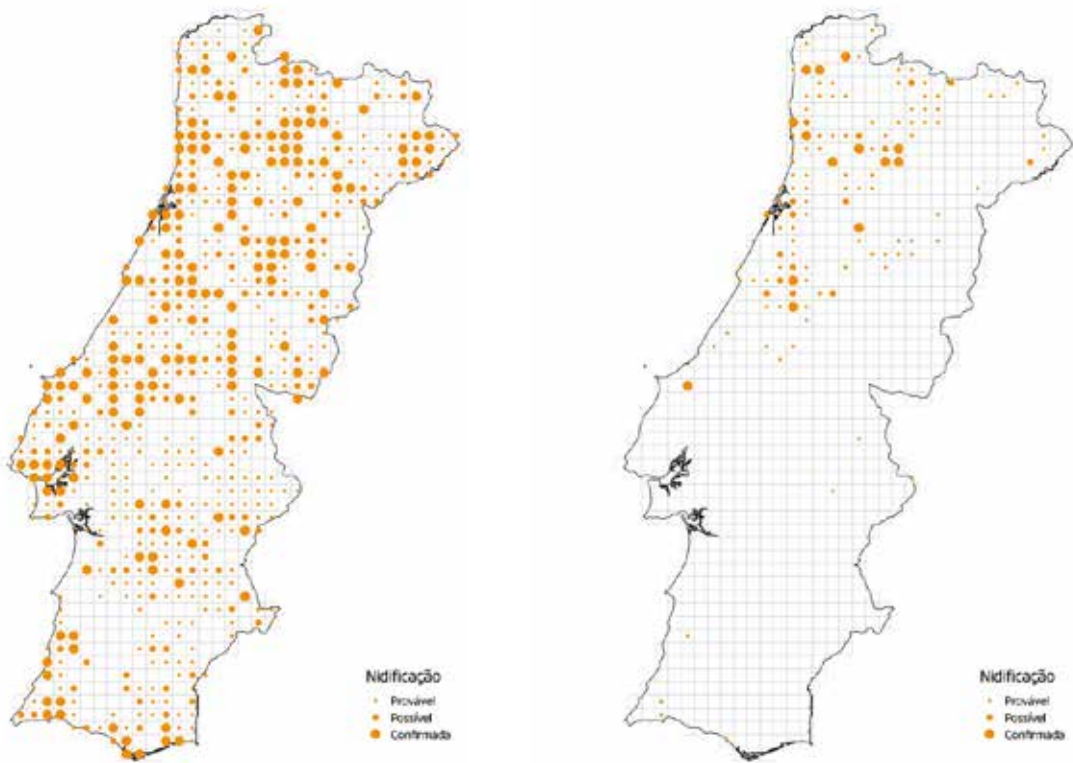 Nidificação
Provável
Possível
Confirmada
Nidificação
Provável
Possível
Confirmada